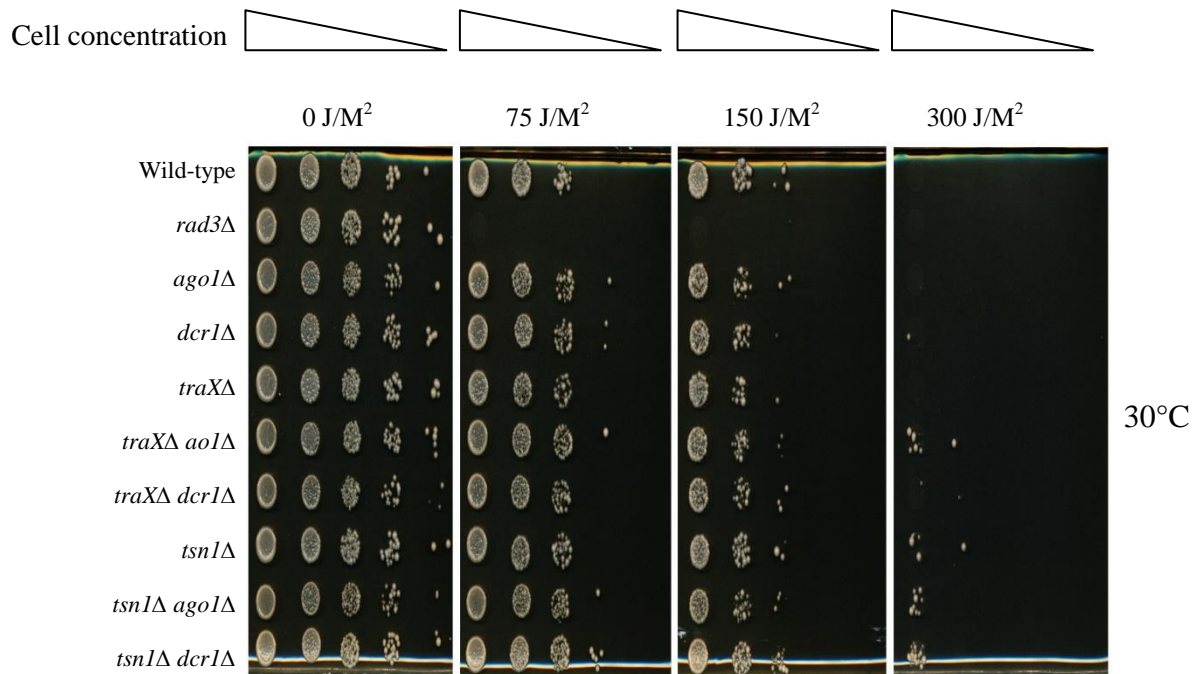 Cell concentration
0 J/M² 75 J/M² 150 J/M² 300 J/M²
Wild-type
rad3Δ
ago1Δ
dcr1Δ
traXΔ
traXΔ ao1Δ
traXΔ dcr1Δ
tsn1Δ
tsn1Δ ago1Δ
tsn1Δ dcr1Δ
30°C